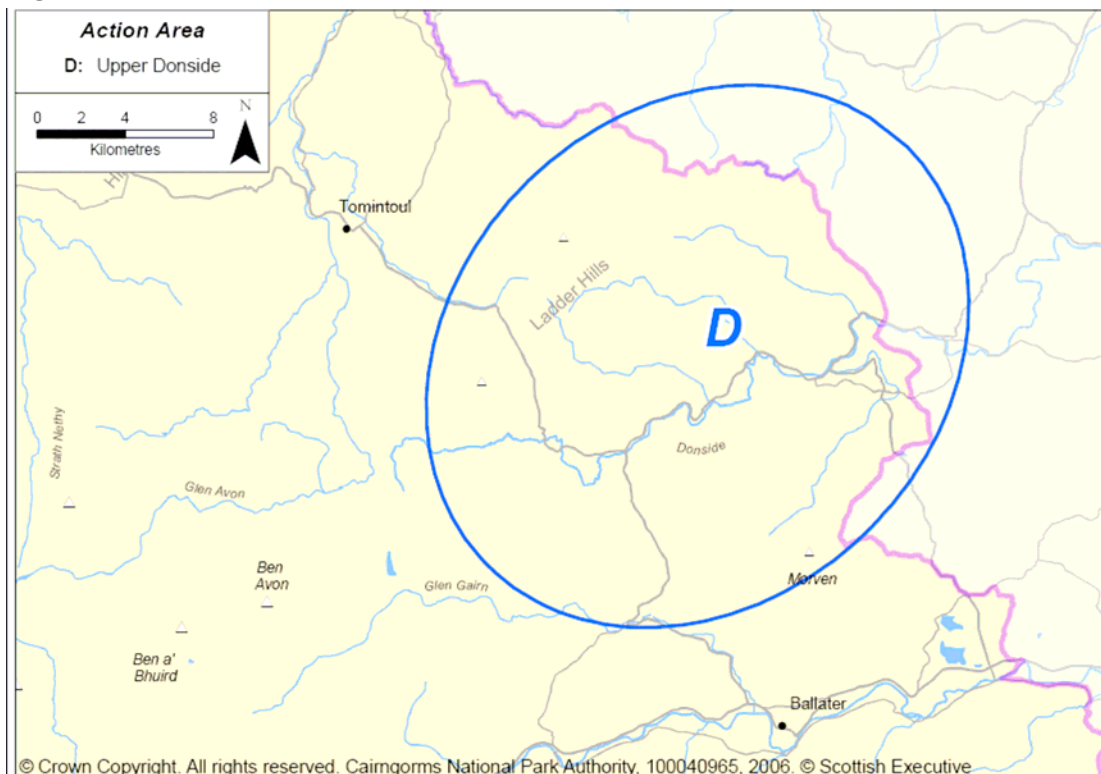 Action Area
D: Upper Donside
N
0 2 4 8
Kilometres
Tomintoul
Ladder Hills
D
Strath Nethy
Donside
Glen Avon
Ben
Avon
Glen Gairn
Morven
Ben a'
Bhuird
Ballater
© Crown Copyright. All rights reserved. Cairngorms National Park Authority, 100040965, 2006. © Scottish Executive